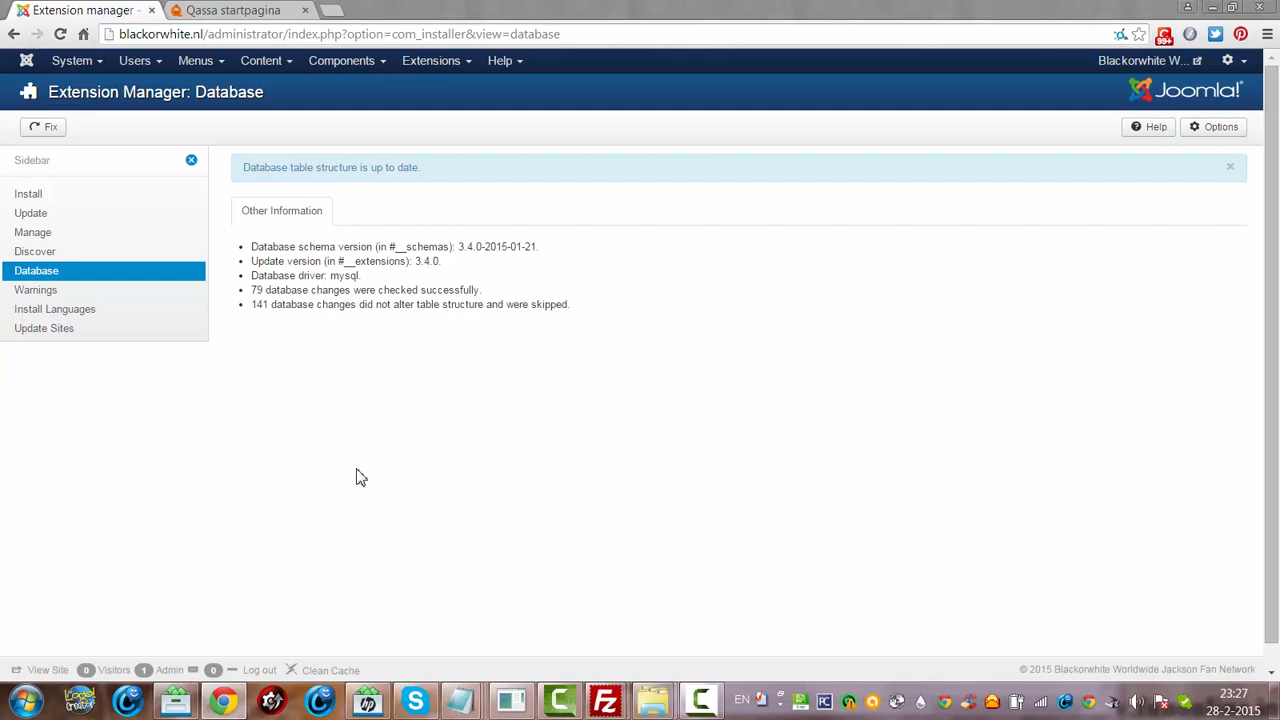 Extension manager -
Qassa startpagina
blackorwhite.nl/administrator/index.php?option=com_installer&view=database
99+
System Users Menus Content Components Extensions Help
Blackorwhite W...
Extension Manager: Database
Joomla!
Fix
Help
Options
Sidebar
Database table structure is up to date.
Install
Update
Manage
Discover
Database
Warnings
Install Languages
Update Sites
Other Information
Database schema version (in #__schemas): 3.4.0-2015-01-21.
Update version (in #__extensions): 3.4.0.
Database driver: mysql.
79 database changes were checked successfully.
141 database changes did not alter table structure and were skipped.
View Site 0 Visitors 1 Admin 0 Log out Clean Cache
© 2015 Blackorwhite Worldwide Jackson Fan Network
EN
23:27
28-2-2015